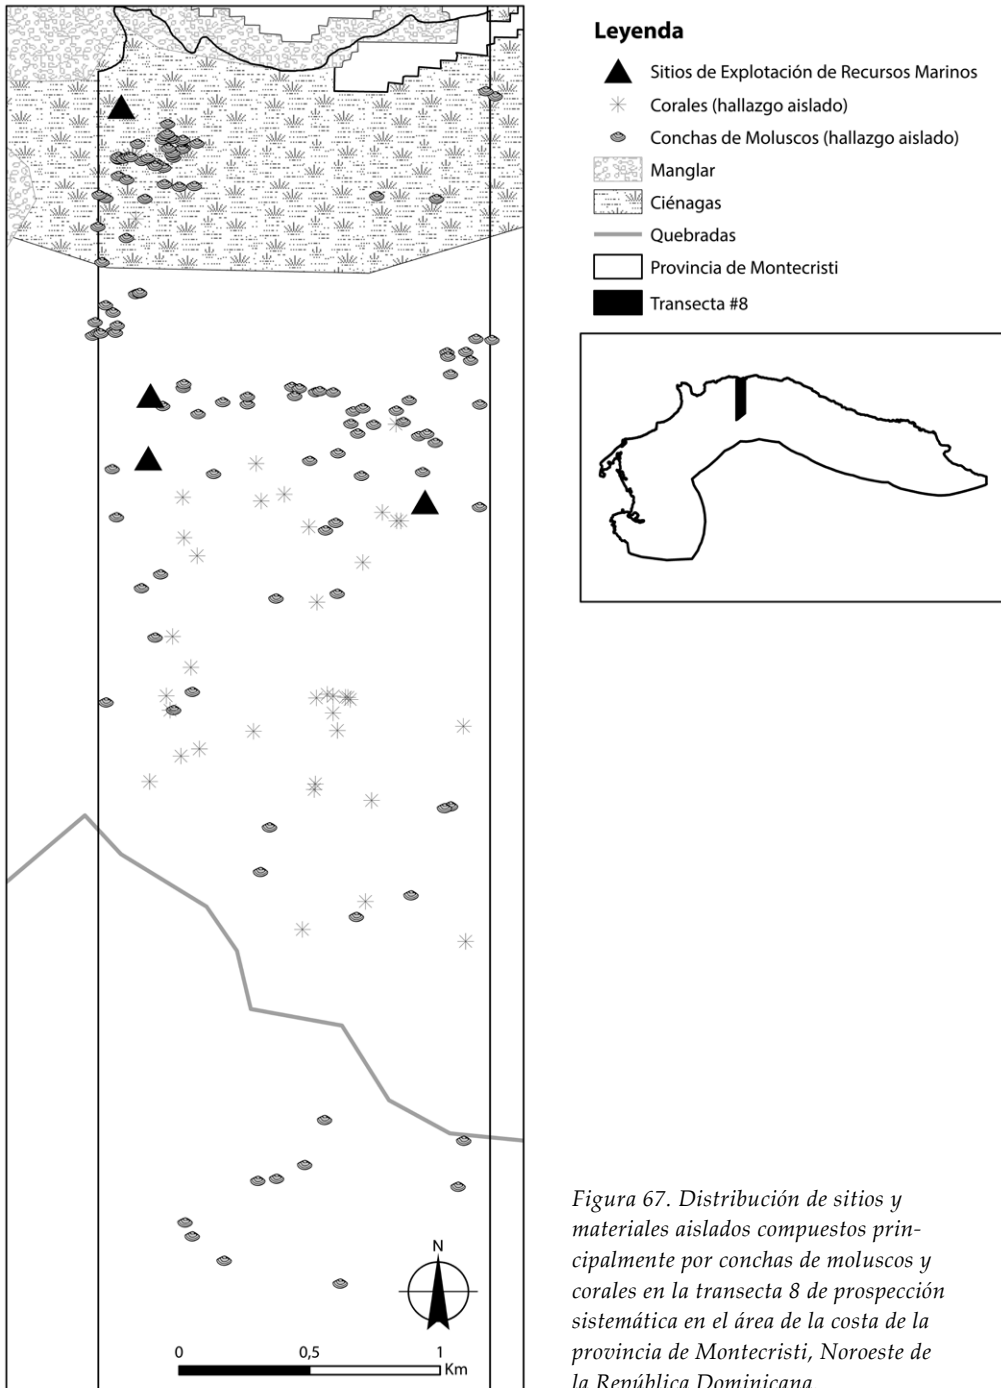 Leyenda
Sitios de Explotación de Recursos Marinos
Corales (hallazgo aislado)
Conchas de Moluscos (hallazgo aislado)
Manglar
Ciénagas
Quebradas
Provincia de Montecristi
Transecta #8
N
0 0,5 1
Km
Figura 67. Distribución de sitios y
materiales aislados compuestos prin-
cipalmente por conchas de moluscos y
corales en la transecta 8 de prospección
sistemática en el área de la costa de la
provincia de Montecristi, Noroeste de
la República Dominicana